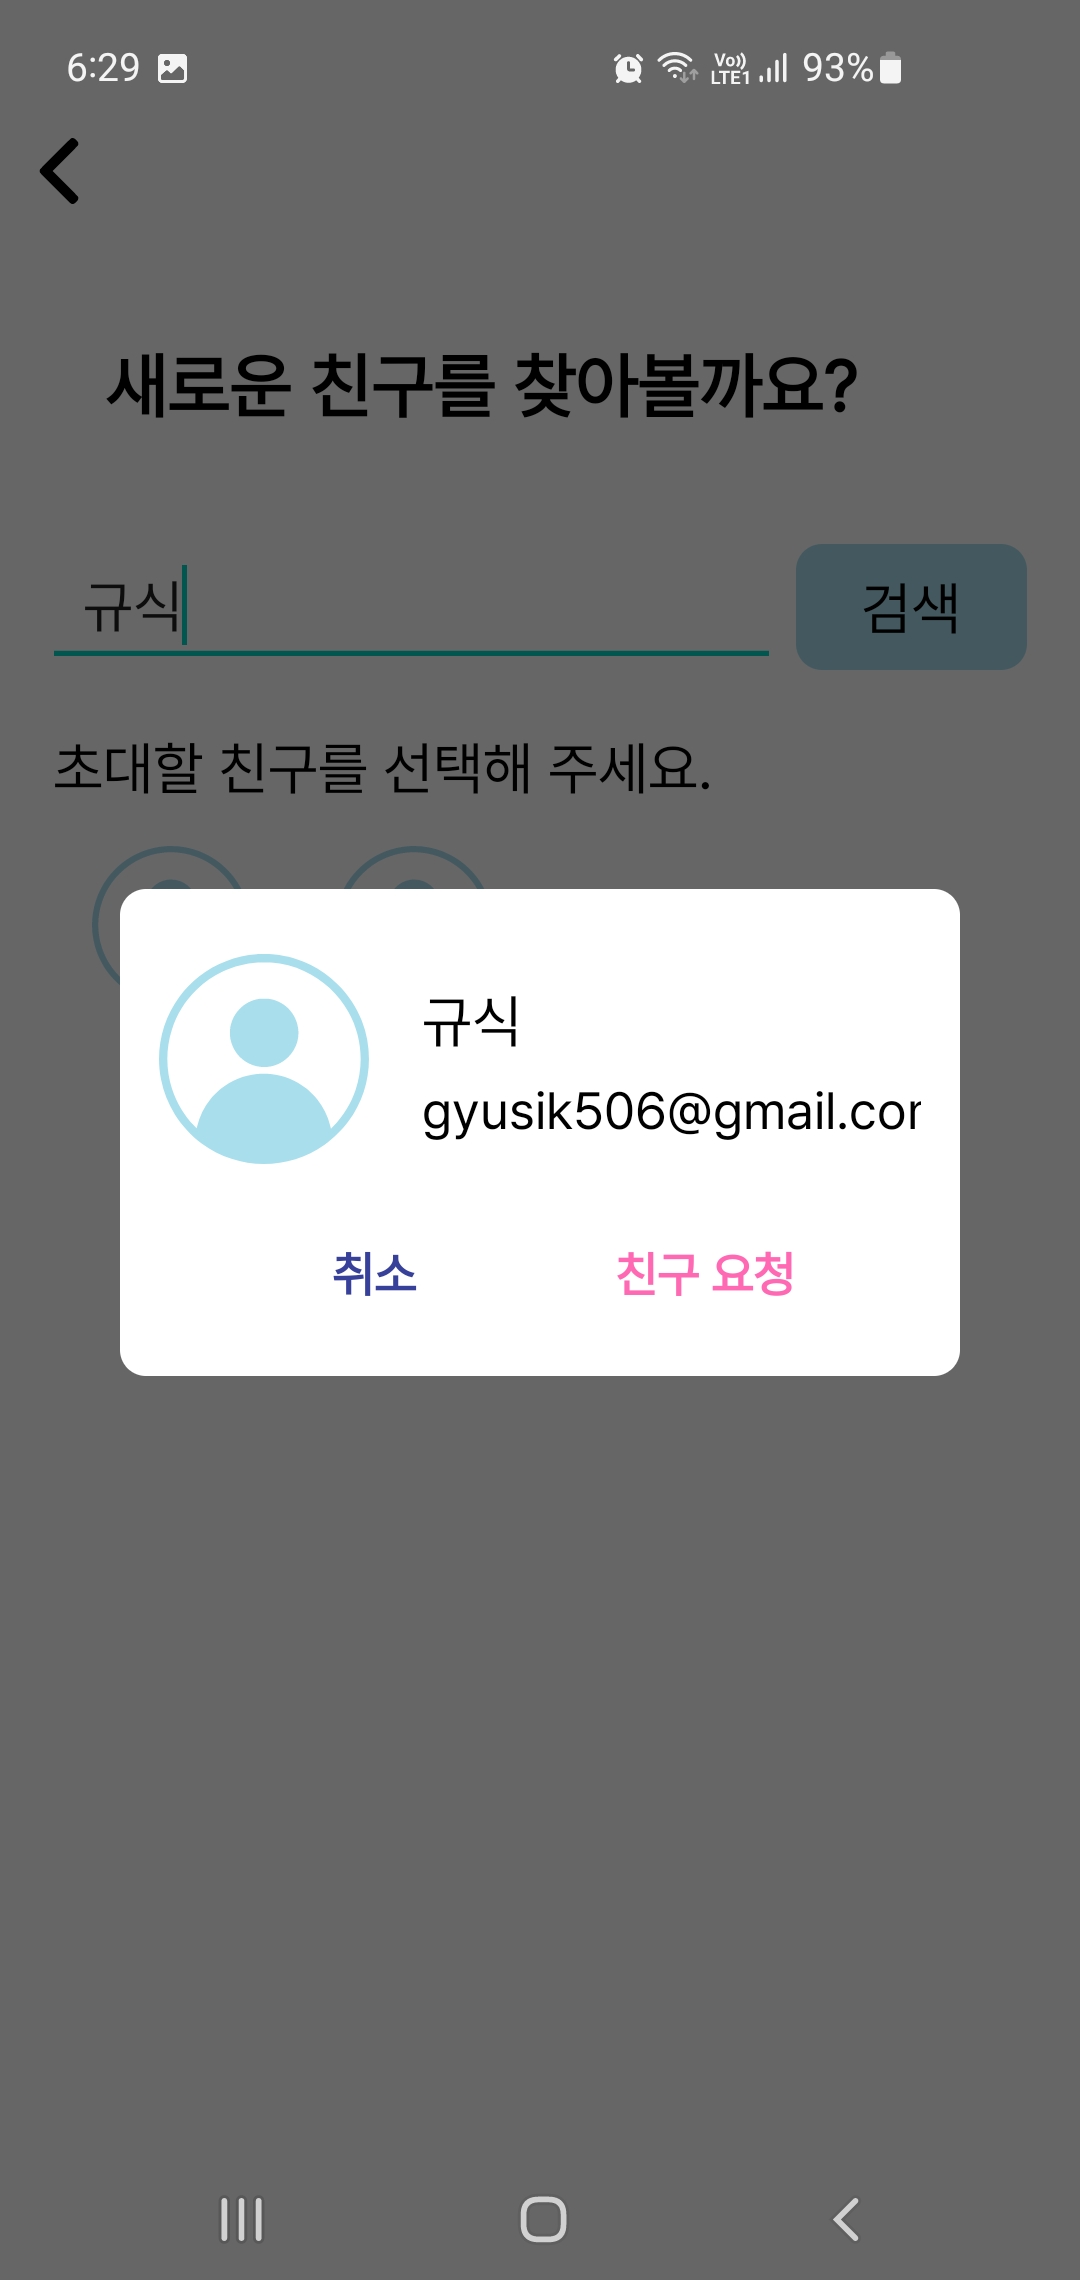 6:29 Vo)) LTE1 93%
새로운 친구를 찾아볼까요?
규식 검색
초대할 친구를 선택해 주세요.
규식
gyusik506@gmail.cor
취소 친구 요청